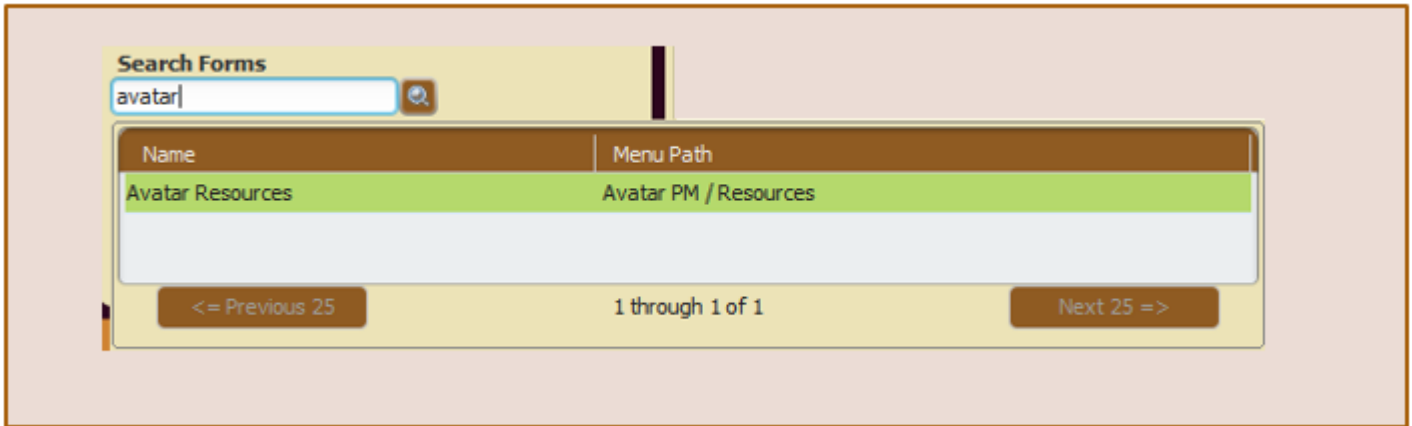 Search Forms
avatar
Name Menu Path
Avatar Resources Avatar PM / Resources
<= Previous 25 1 through 1 of 1 Next 25 =>